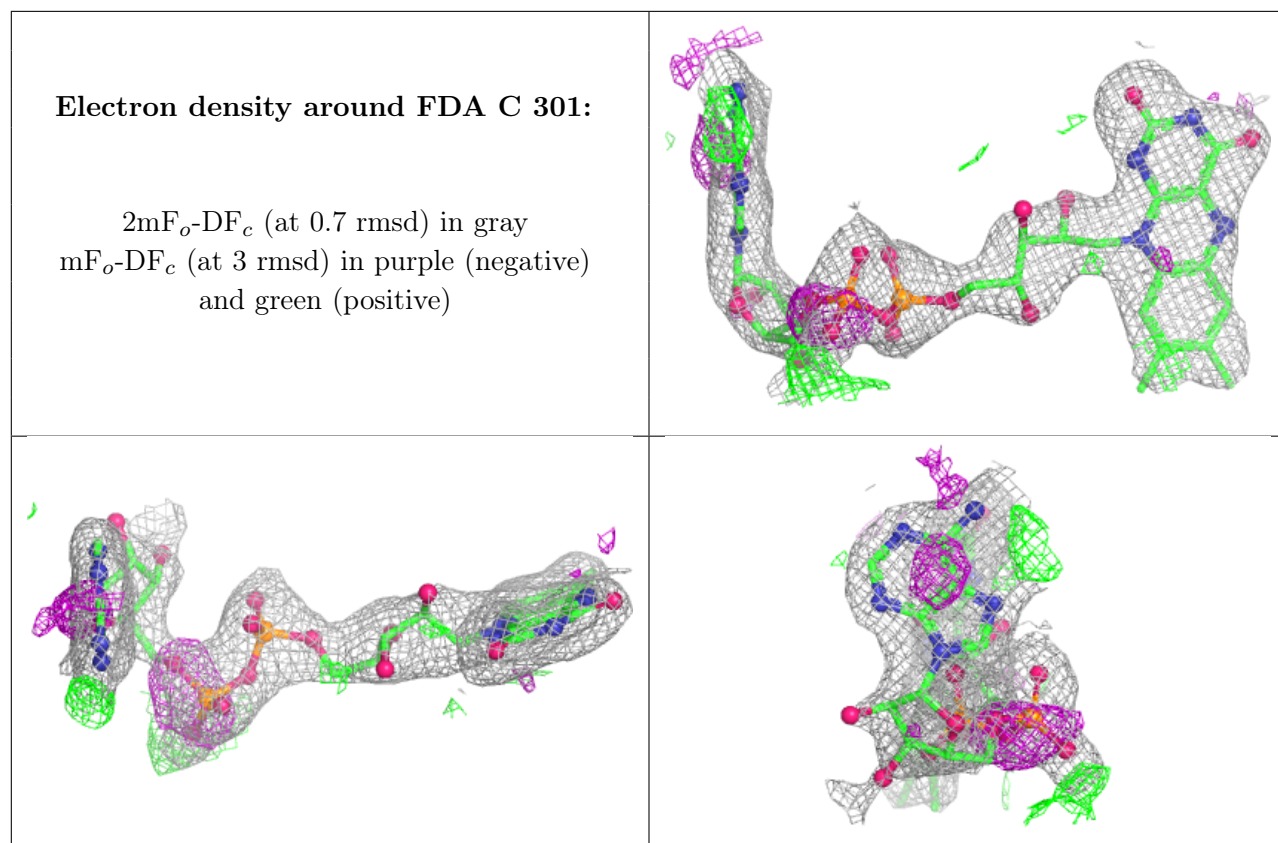 Electron density around FDA C 301:
2mFₒ-DF𝒸 (at 0.7 rmsd) in gray
mFₒ-DF𝒸 (at 3 rmsd) in purple (negative)
and green (positive)